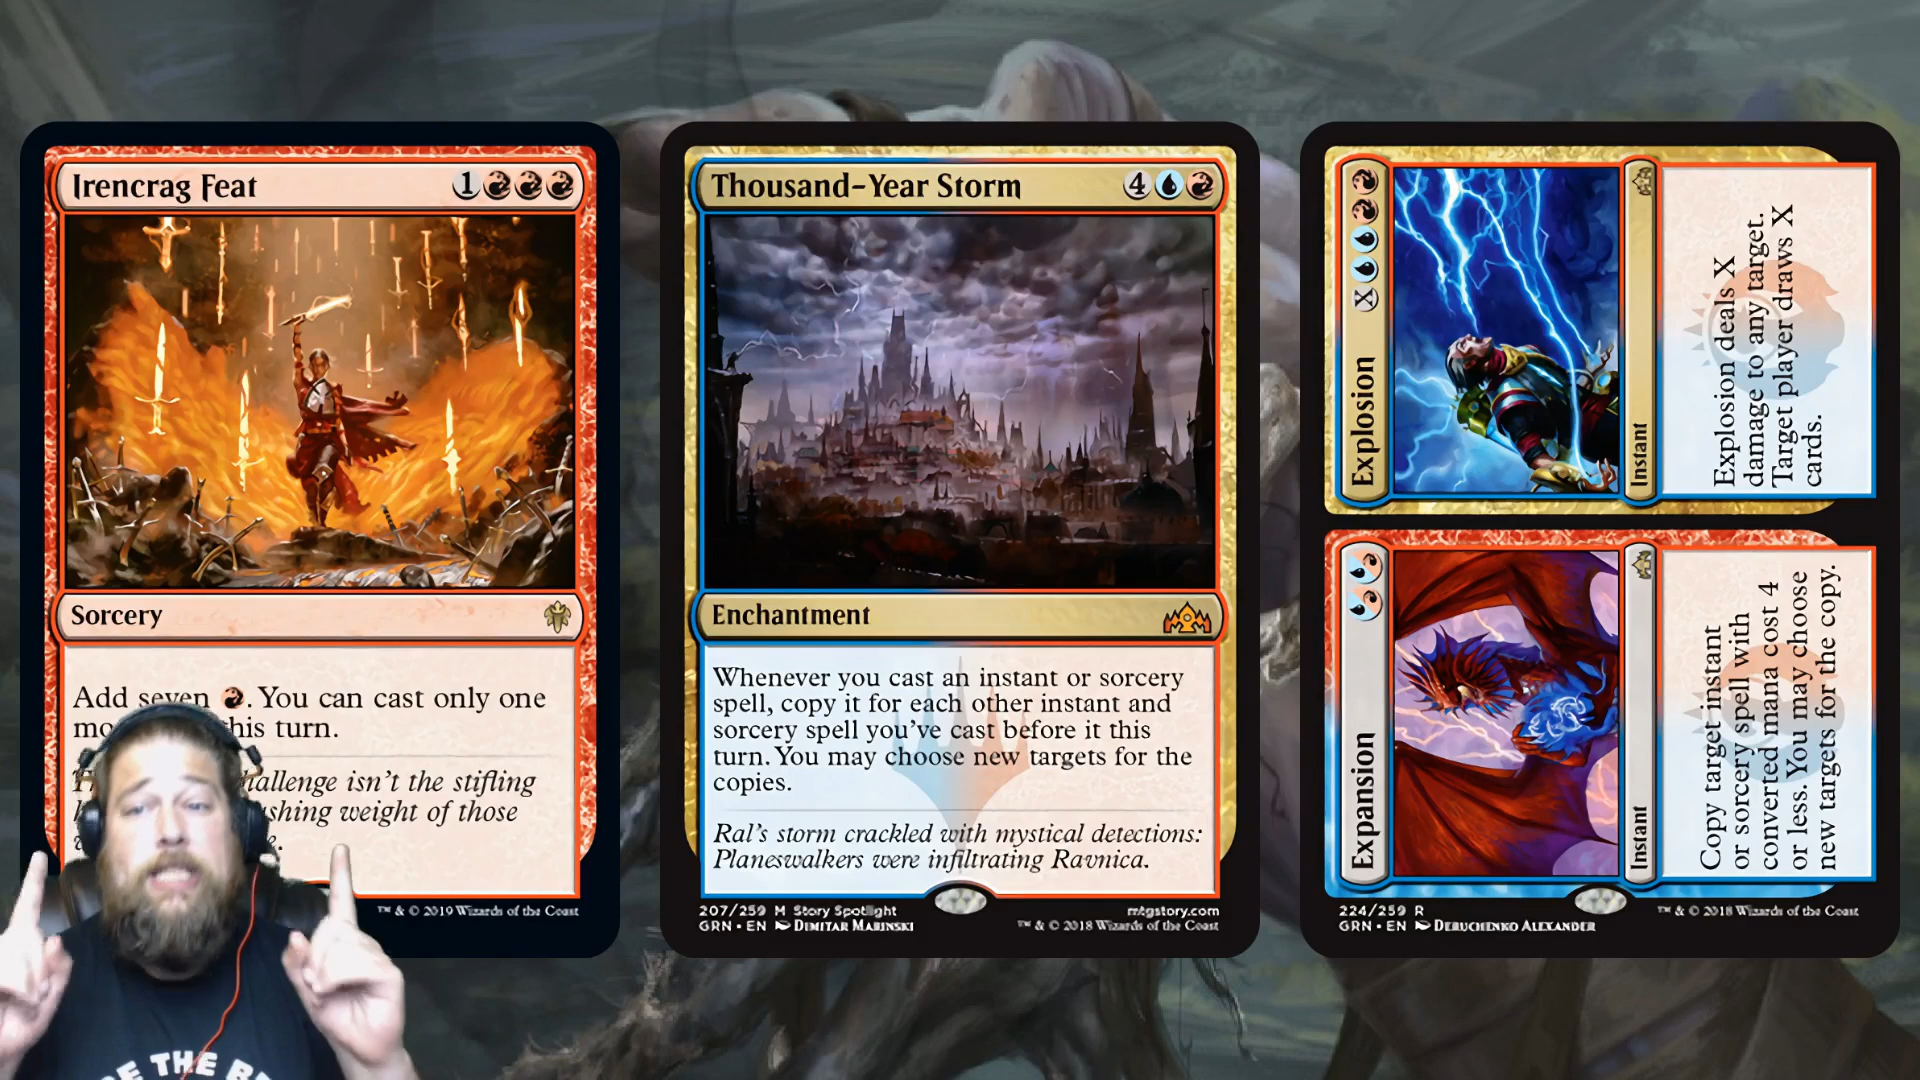 Irencrag Feat 1
Sorcery
Add seven . You can cast only one
this turn.
challenge isn't the stifling
weight of those
™ & © 2019 Wizards of the Coast
Thousand-Year Storm 4
Enchantment
Whenever you cast an instant or sorcery
spell, copy it for each other instant and
sorcery spell you've cast before it this
turn. You may choose new targets for the
copies.
Ral's storm crackled with mystical detections:
Planeswalkers were infiltrating Ravnica.
207/259 M Story Spotlight
GRN • EN DIMITAR MARINSKI
mtgstory.com
™ & © 2018 Wizards of the Coast
Explosion X
Instant
Explosion deals X
damage to any target.
Target player draws X
cards.
Expansion
Instant
Copy target instant
or sorcery spell with
converted mana cost 4
or less. You may choose
new targets for the copy.
224/259 R
GRN • EN DERUCHENKO ALEXANDER
™ & © 2018 Wizards of the Coast
THE